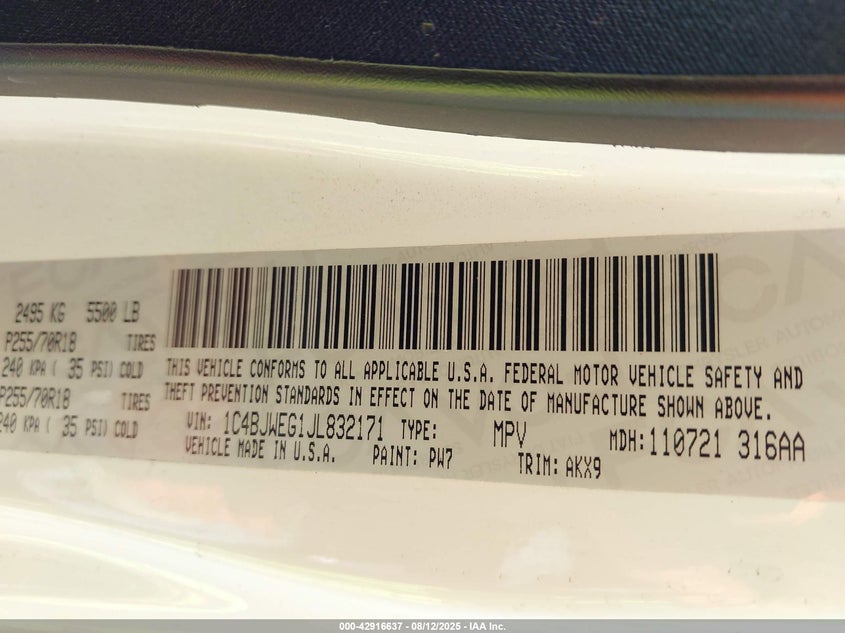 2495 KG 5500 LB
P255/70R18 TIRES
240 KPA ( 35 PSI) COLD
P255/70R18 TIRES
240 KPA ( 35 PSI) COLD
THIS VEHICLE CONFORMS TO ALL APPLICABLE U.S.A. FEDERAL MOTOR VEHICLE SAFETY AND
THEFT PREVENTION STANDARDS IN EFFECT ON THE DATE OF MANUFACTURE SHOWN ABOVE.
VIN: 1C4BJWEG1JL832171 TYPE: MPV MDH: 110721 316AA
VEHICLE MADE IN U.S.A. PAINT: PW7 TRIM: AKX9
000-42916637 - 08/12/2025 - IAA Inc.